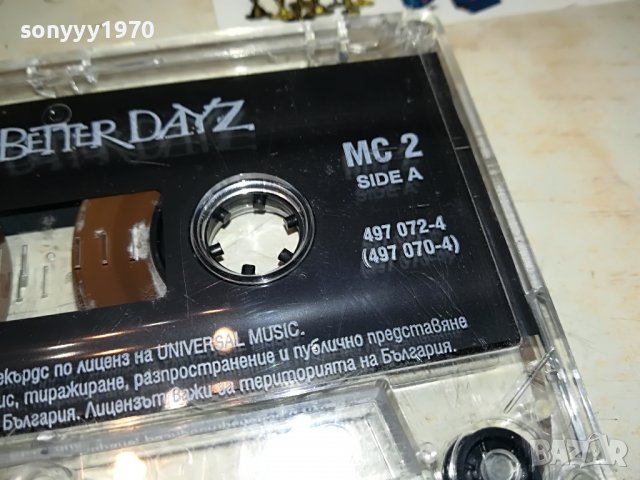 sonyyy1970
BETTER DAYZ
MC 2
SIDE A
497 072-4
(497 070-4)
по лиценз на UNIVERSAL MUSIC.
тиражиране, разпространение и публично представяне
България. Лицензът важи за територията на България.
BAZAR